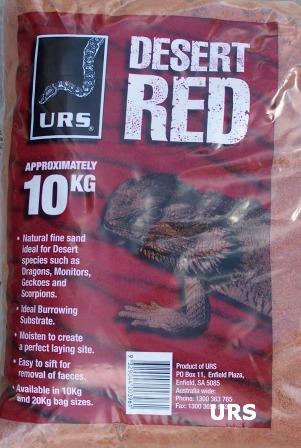 URS®
DESERT
RED
APPROXIMATELY
10KG
• Natural fine sand
ideal for Desert
species such as
Dragons, Monitors,
Geckoes and
Scorpions.
• Ideal Burrowing
Substrate.
• Moisten to create
a perfect laying site.
• Easy to sift for
removal of faeces.
• Available in 10Kg
and 20Kg bag sizes.
Product of URS
PO Box 11, Enfield Plaza,
Enfield, SA 5085
Australia wide:
Phone: 1300 363 765
Fax: 1300
URS